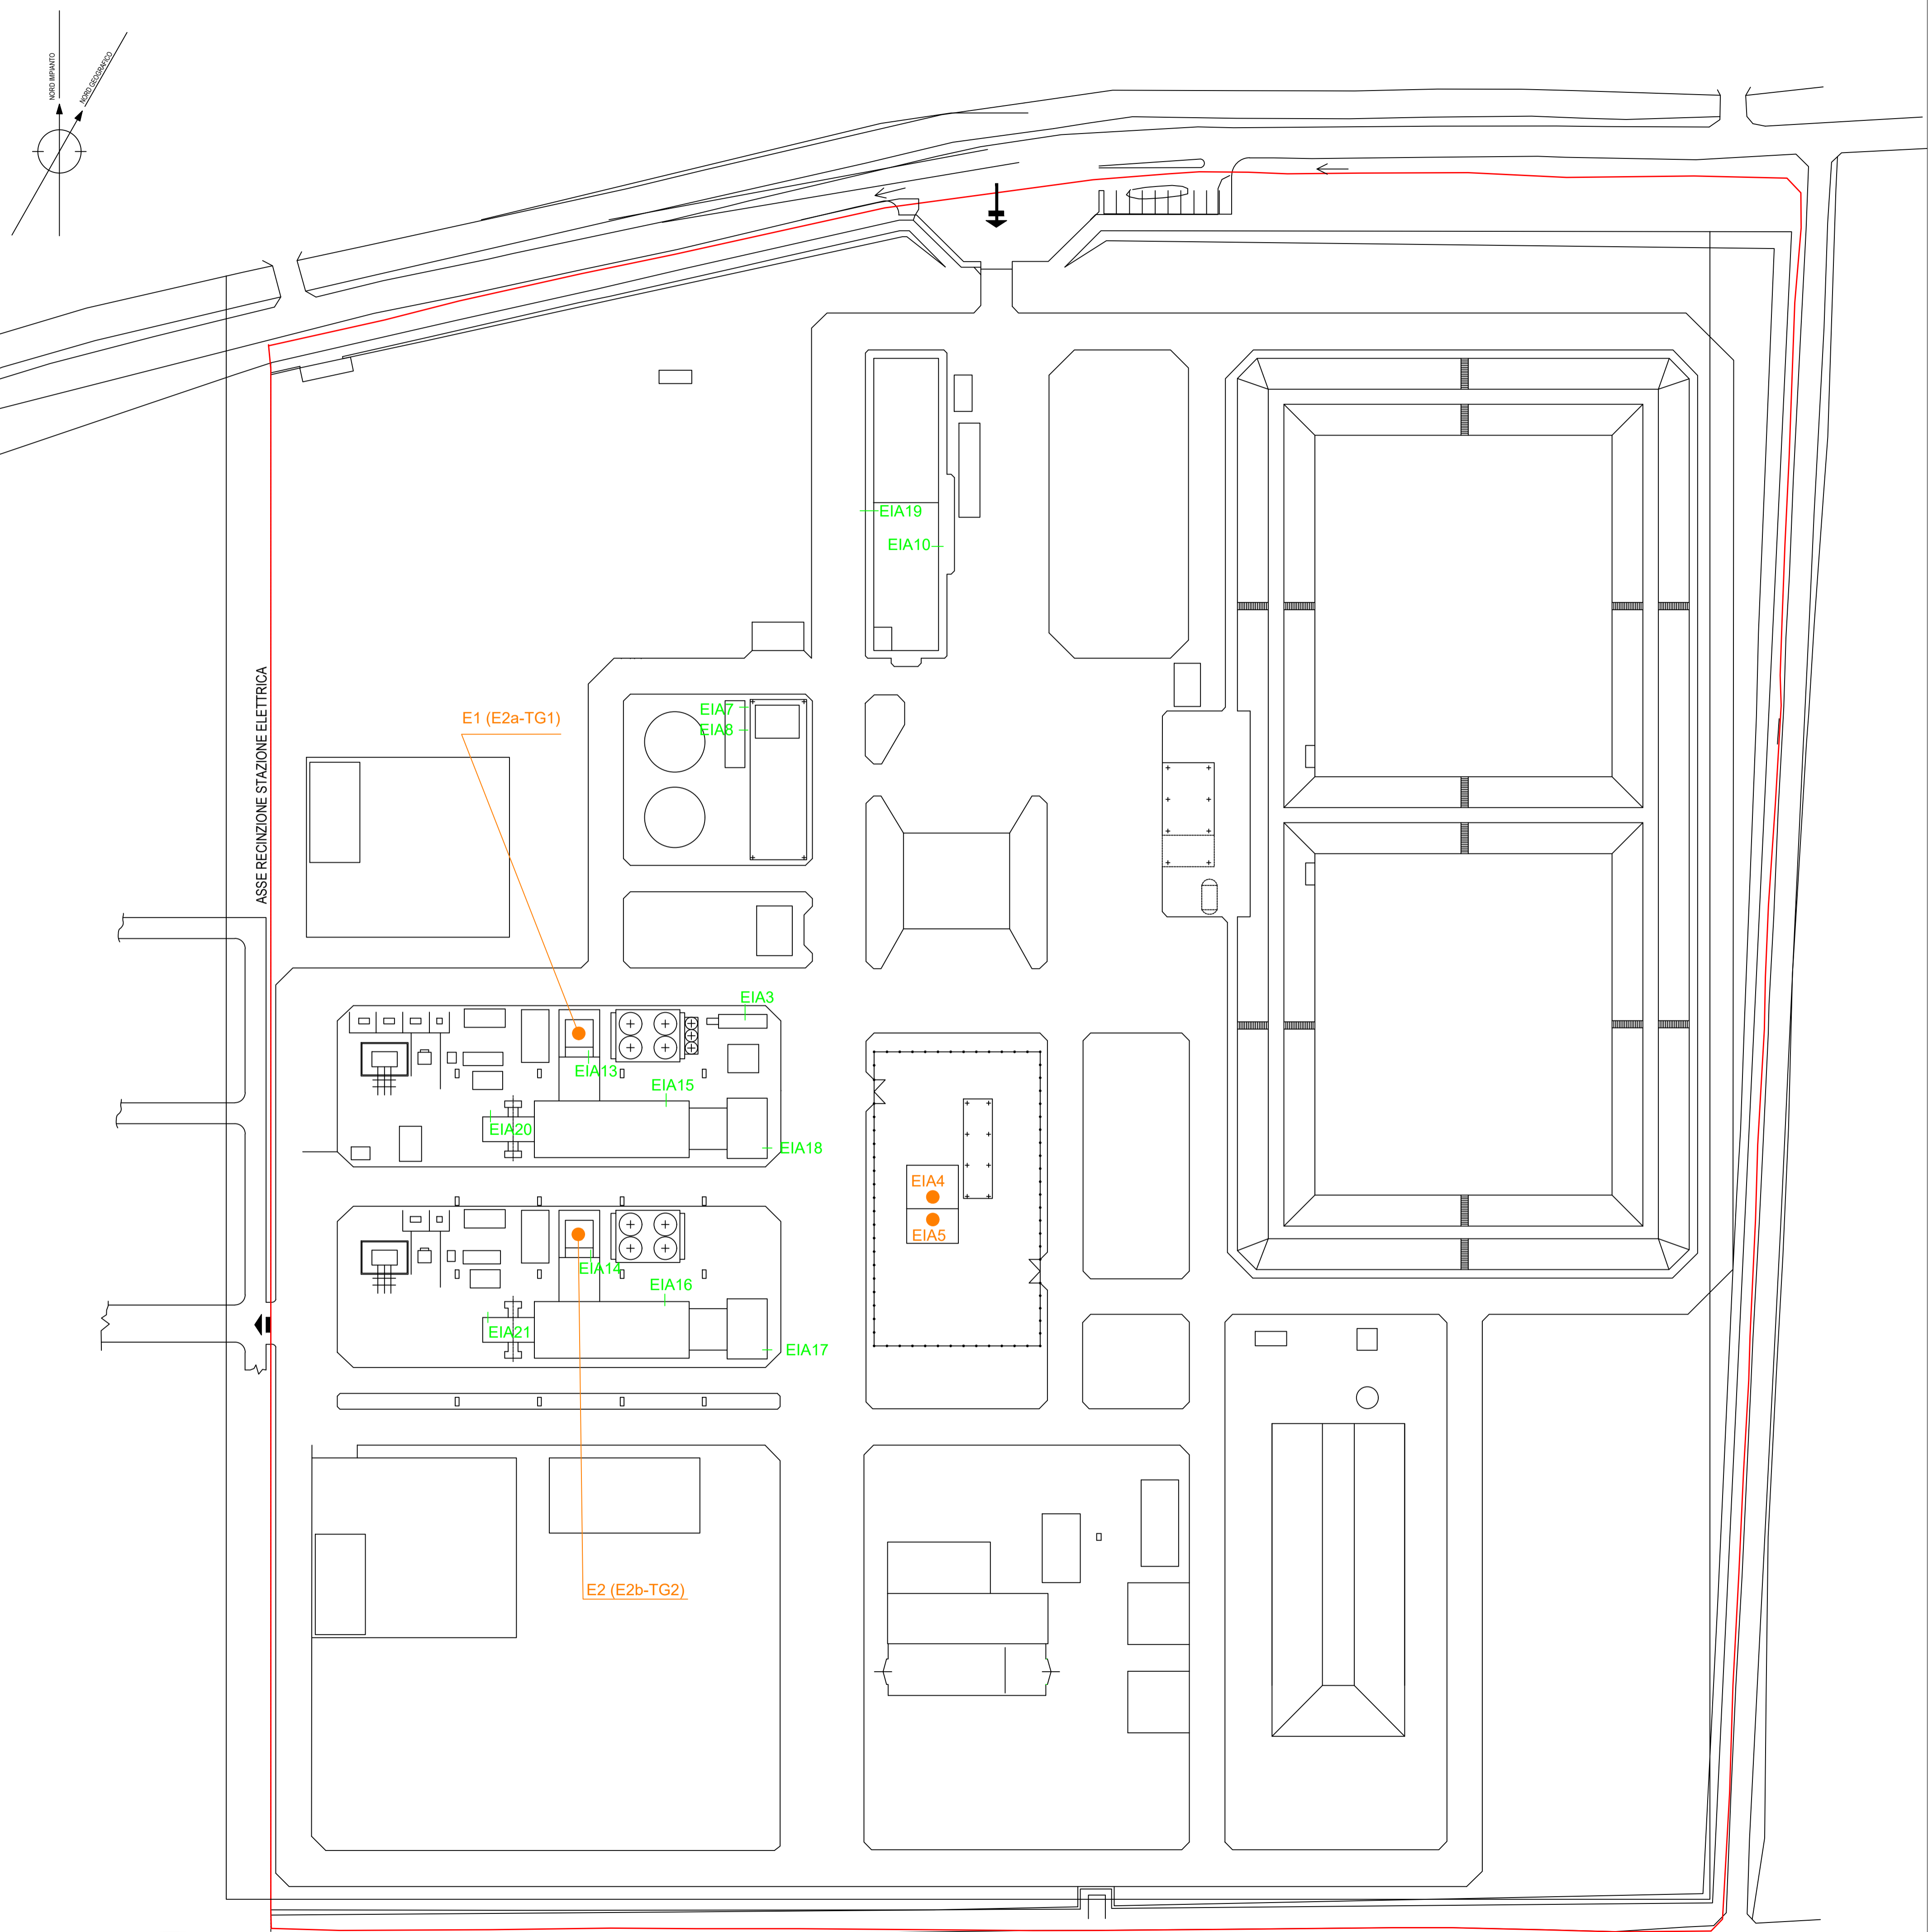 NORD IMPIANTO
NORD GEOGRAFICO
EIA19
EIA10
ASSE RECINZIONE STAZIONE ELETTRICA
E1 (E2a-TG1)
EIA7
EIA8
EIA3
EIA13
EIA15
EIA20
EIA18
EIA4
EIA5
EIA14
EIA16
EIA21
EIA17
E2 (E2b-TG2)